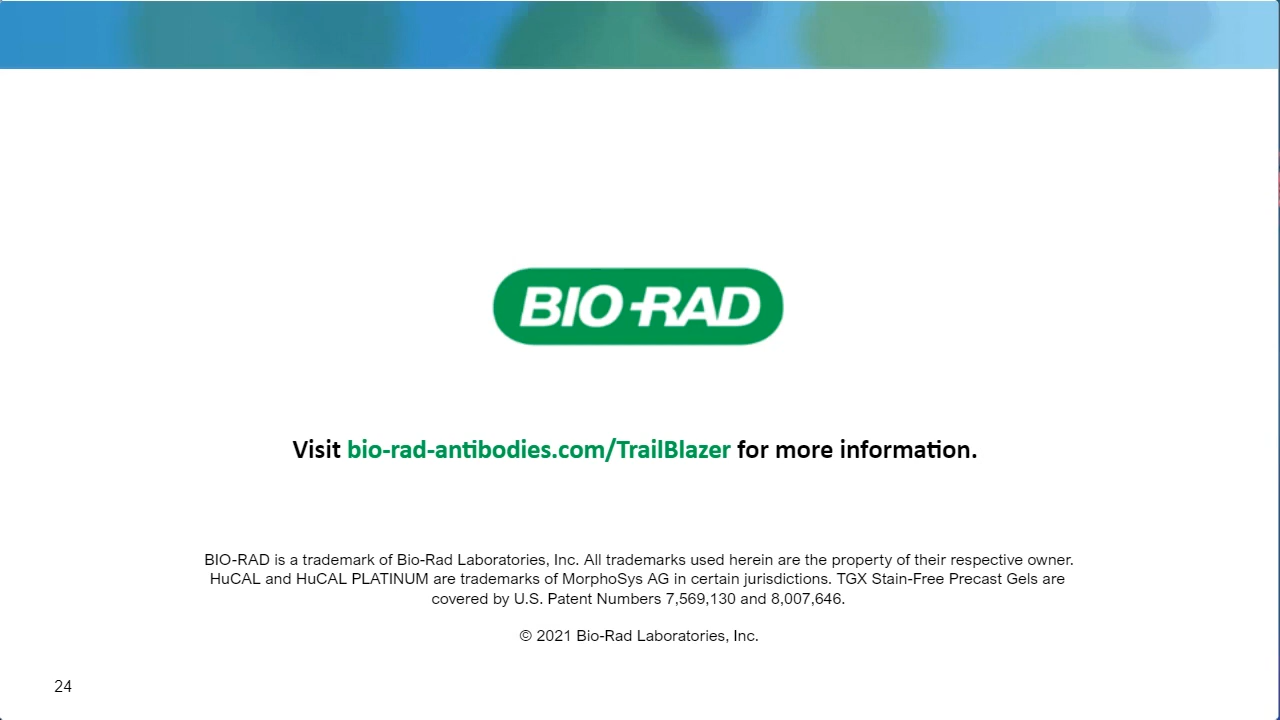 BIO-RAD
Visit bio-rad-antibodies.com/TrailBlazer for more information.
BIO-RAD is a trademark of Bio-Rad Laboratories, Inc. All trademarks used herein are the property of their respective owner.
HuCAL and HuCAL PLATINUM are trademarks of MorphoSys AG in certain jurisdictions. TGX Stain-Free Precast Gels are
covered by U.S. Patent Numbers 7,569,130 and 8,007,646.
© 2021 Bio-Rad Laboratories, Inc.
24